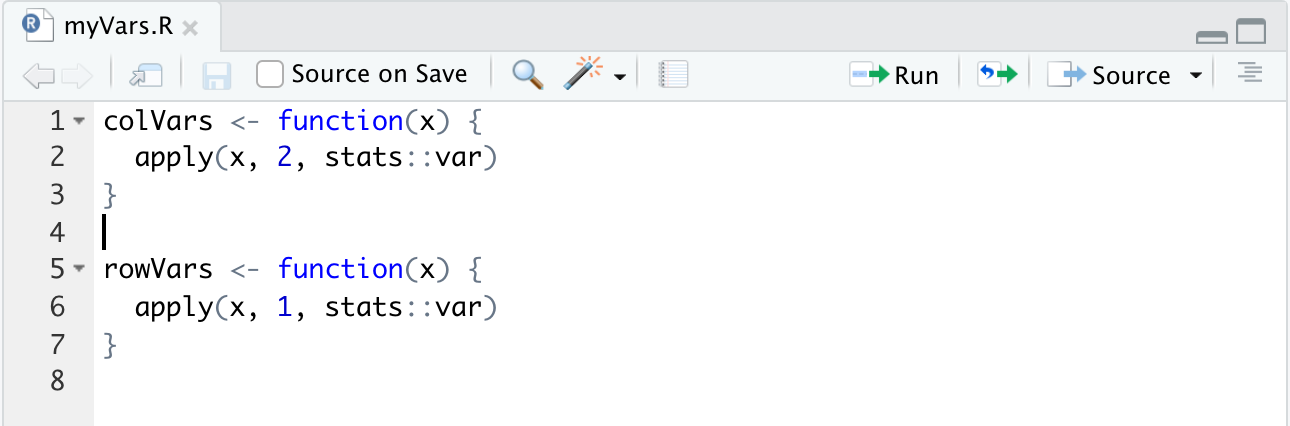 R myVars.R
Source on Save Run Source
1 colVars <- function(x) {
2   apply(x, 2, stats::var)
3 }
4
5 rowVars <- function(x) {
6   apply(x, 1, stats::var)
7 }
8